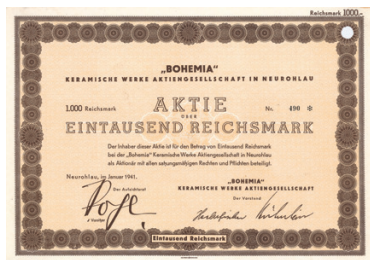 Reichsmark 1000,-
„BOHEMIA"
KERAMISCHE WERKE AKTIENGESELLSCHAFT IN NEUROHLAU
1.000 Reichsmark AKTIE Nr. 490 ✻
ÜBER
EINTAUSEND REICHSMARK
Der Inhaber dieser Aktie ist für den Betrag von Eintausend Reichsmark
bei der „Bohemia" Keramische Werke Aktiengesellschaft in Neurohlau
als Aktionär mit allen satzungsmäßigen Rechten und Pflichten beteiligt.
Neurohlau, im Januar 1941.
„BOHEMIA"
KERAMISCHE WERKE AKTIENGESELLSCHAFT
Der Aufsichtsrat
Der Vorstand
Eintausend Reichsmark